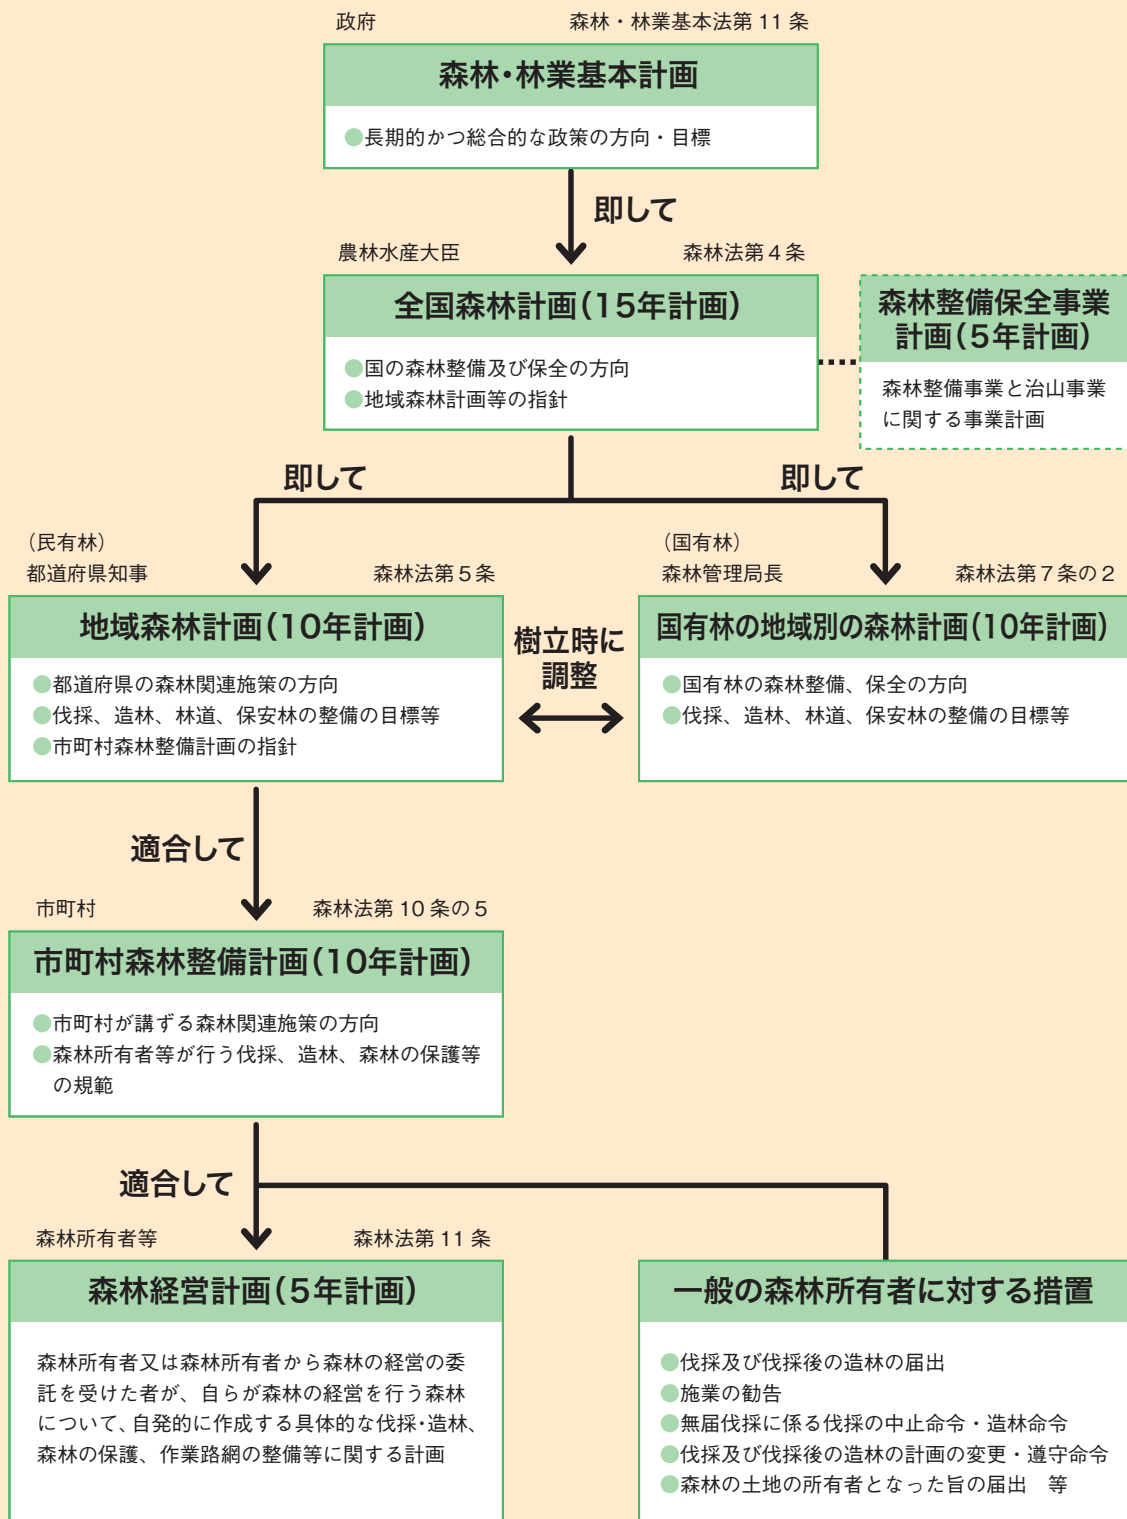 政府
森林・林業基本法第11条
森林・林業基本計画
●長期的かつ総合的な政策の方向・目標
即して
農林水産大臣
森林法第4条
全国森林計画(15年計画)
●国の森林整備及び保全の方向
●地域森林計画等の指針
森林整備保全事業
計画(5年計画)
森林整備事業と治山事業
に関する事業計画
即して
即して
(民有林)
都道府県知事
森林法第5条
地域森林計画(10年計画)
●都道府県の森林関連施策の方向
●伐採、造林、林道、保安林の整備の目標等
●市町村森林整備計画の指針
樹立時に
調整
(国有林)
森林管理局長
森林法第7条の2
国有林の地域別の森林計画(10年計画)
●国有林の森林整備、保全の方向
●伐採、造林、林道、保安林の整備の目標等
適合して
市町村
森林法第10条の5
市町村森林整備計画(10年計画)
●市町村が講ずる森林関連施策の方向
●森林所有者等が行う伐採、造林、森林の保護等
の規範
適合して
森林所有者等
森林法第11条
森林経営計画(5年計画)
森林所有者又は森林所有者から森林の経営の委
託を受けた者が、自らが森林の経営を行う森林
について、自発的に作成する具体的な伐採・造林、
森林の保護、作業路網の整備等に関する計画
一般の森林所有者に対する措置
●伐採及び伐採後の造林の届出
●施業の勧告
●無届伐採に係る伐採の中止命令・造林命令
●伐採及び伐採後の造林の計画の変更・遵守命令
●森林の土地の所有者となった旨の届出　等